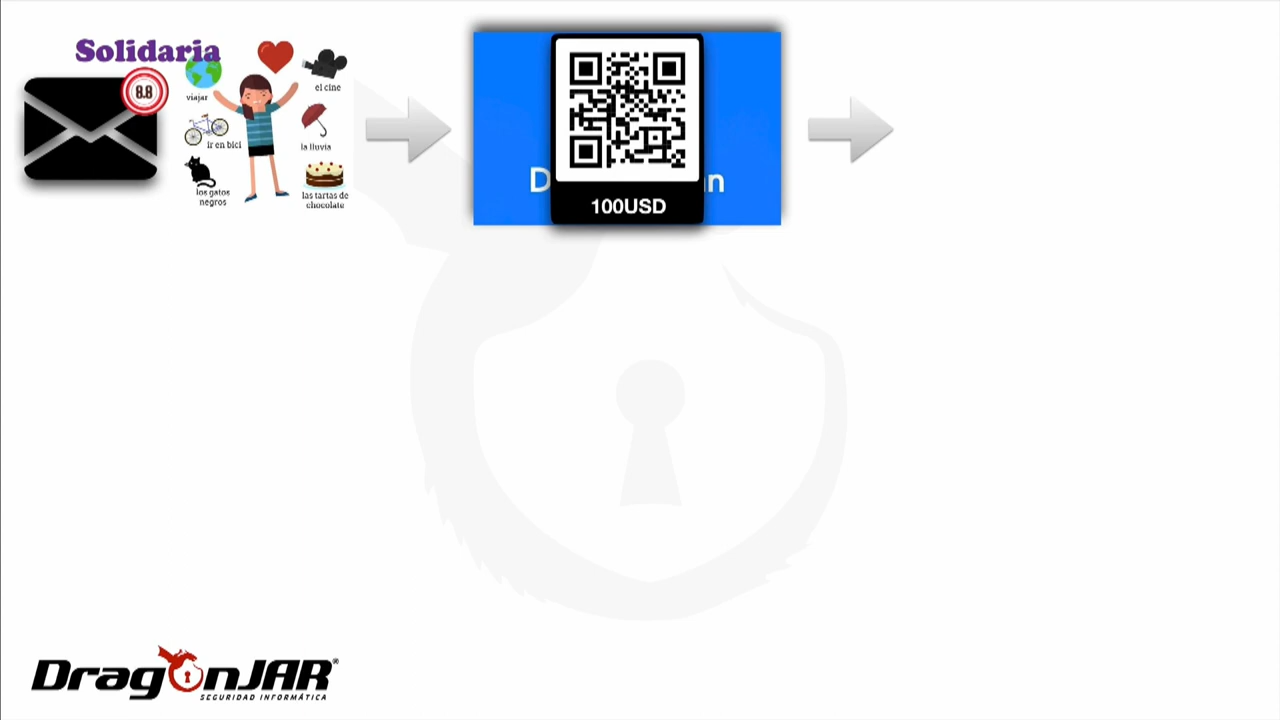 Solidaria
8.8
viajar
el cine
ir en bici
la lluvia
los gatos
negros
las tartas de
chocolate
D
n
100USD
DragonJAR®
SEGURIDAD INFORMÁTICA